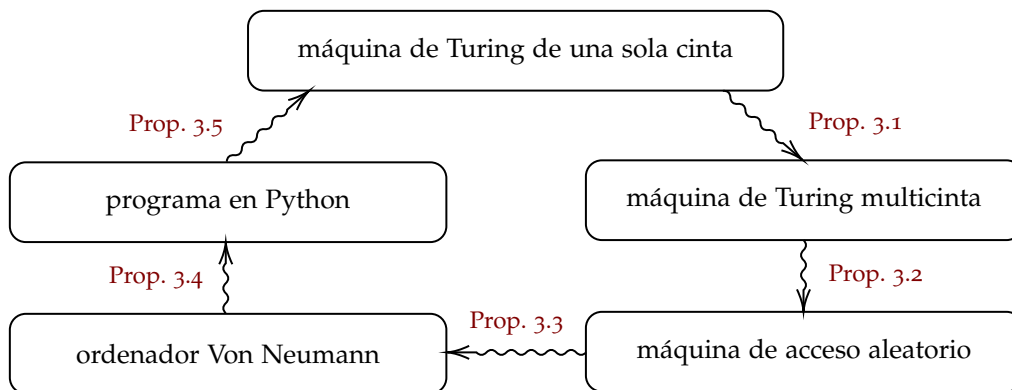 máquina de Turing de una sola cinta
Prop. 3.5
Prop. 3.1
programa en Python
máquina de Turing multicinta
Prop. 3.4
Prop. 3.2
Prop. 3.3
ordenador Von Neumann
máquina de acceso aleatorio